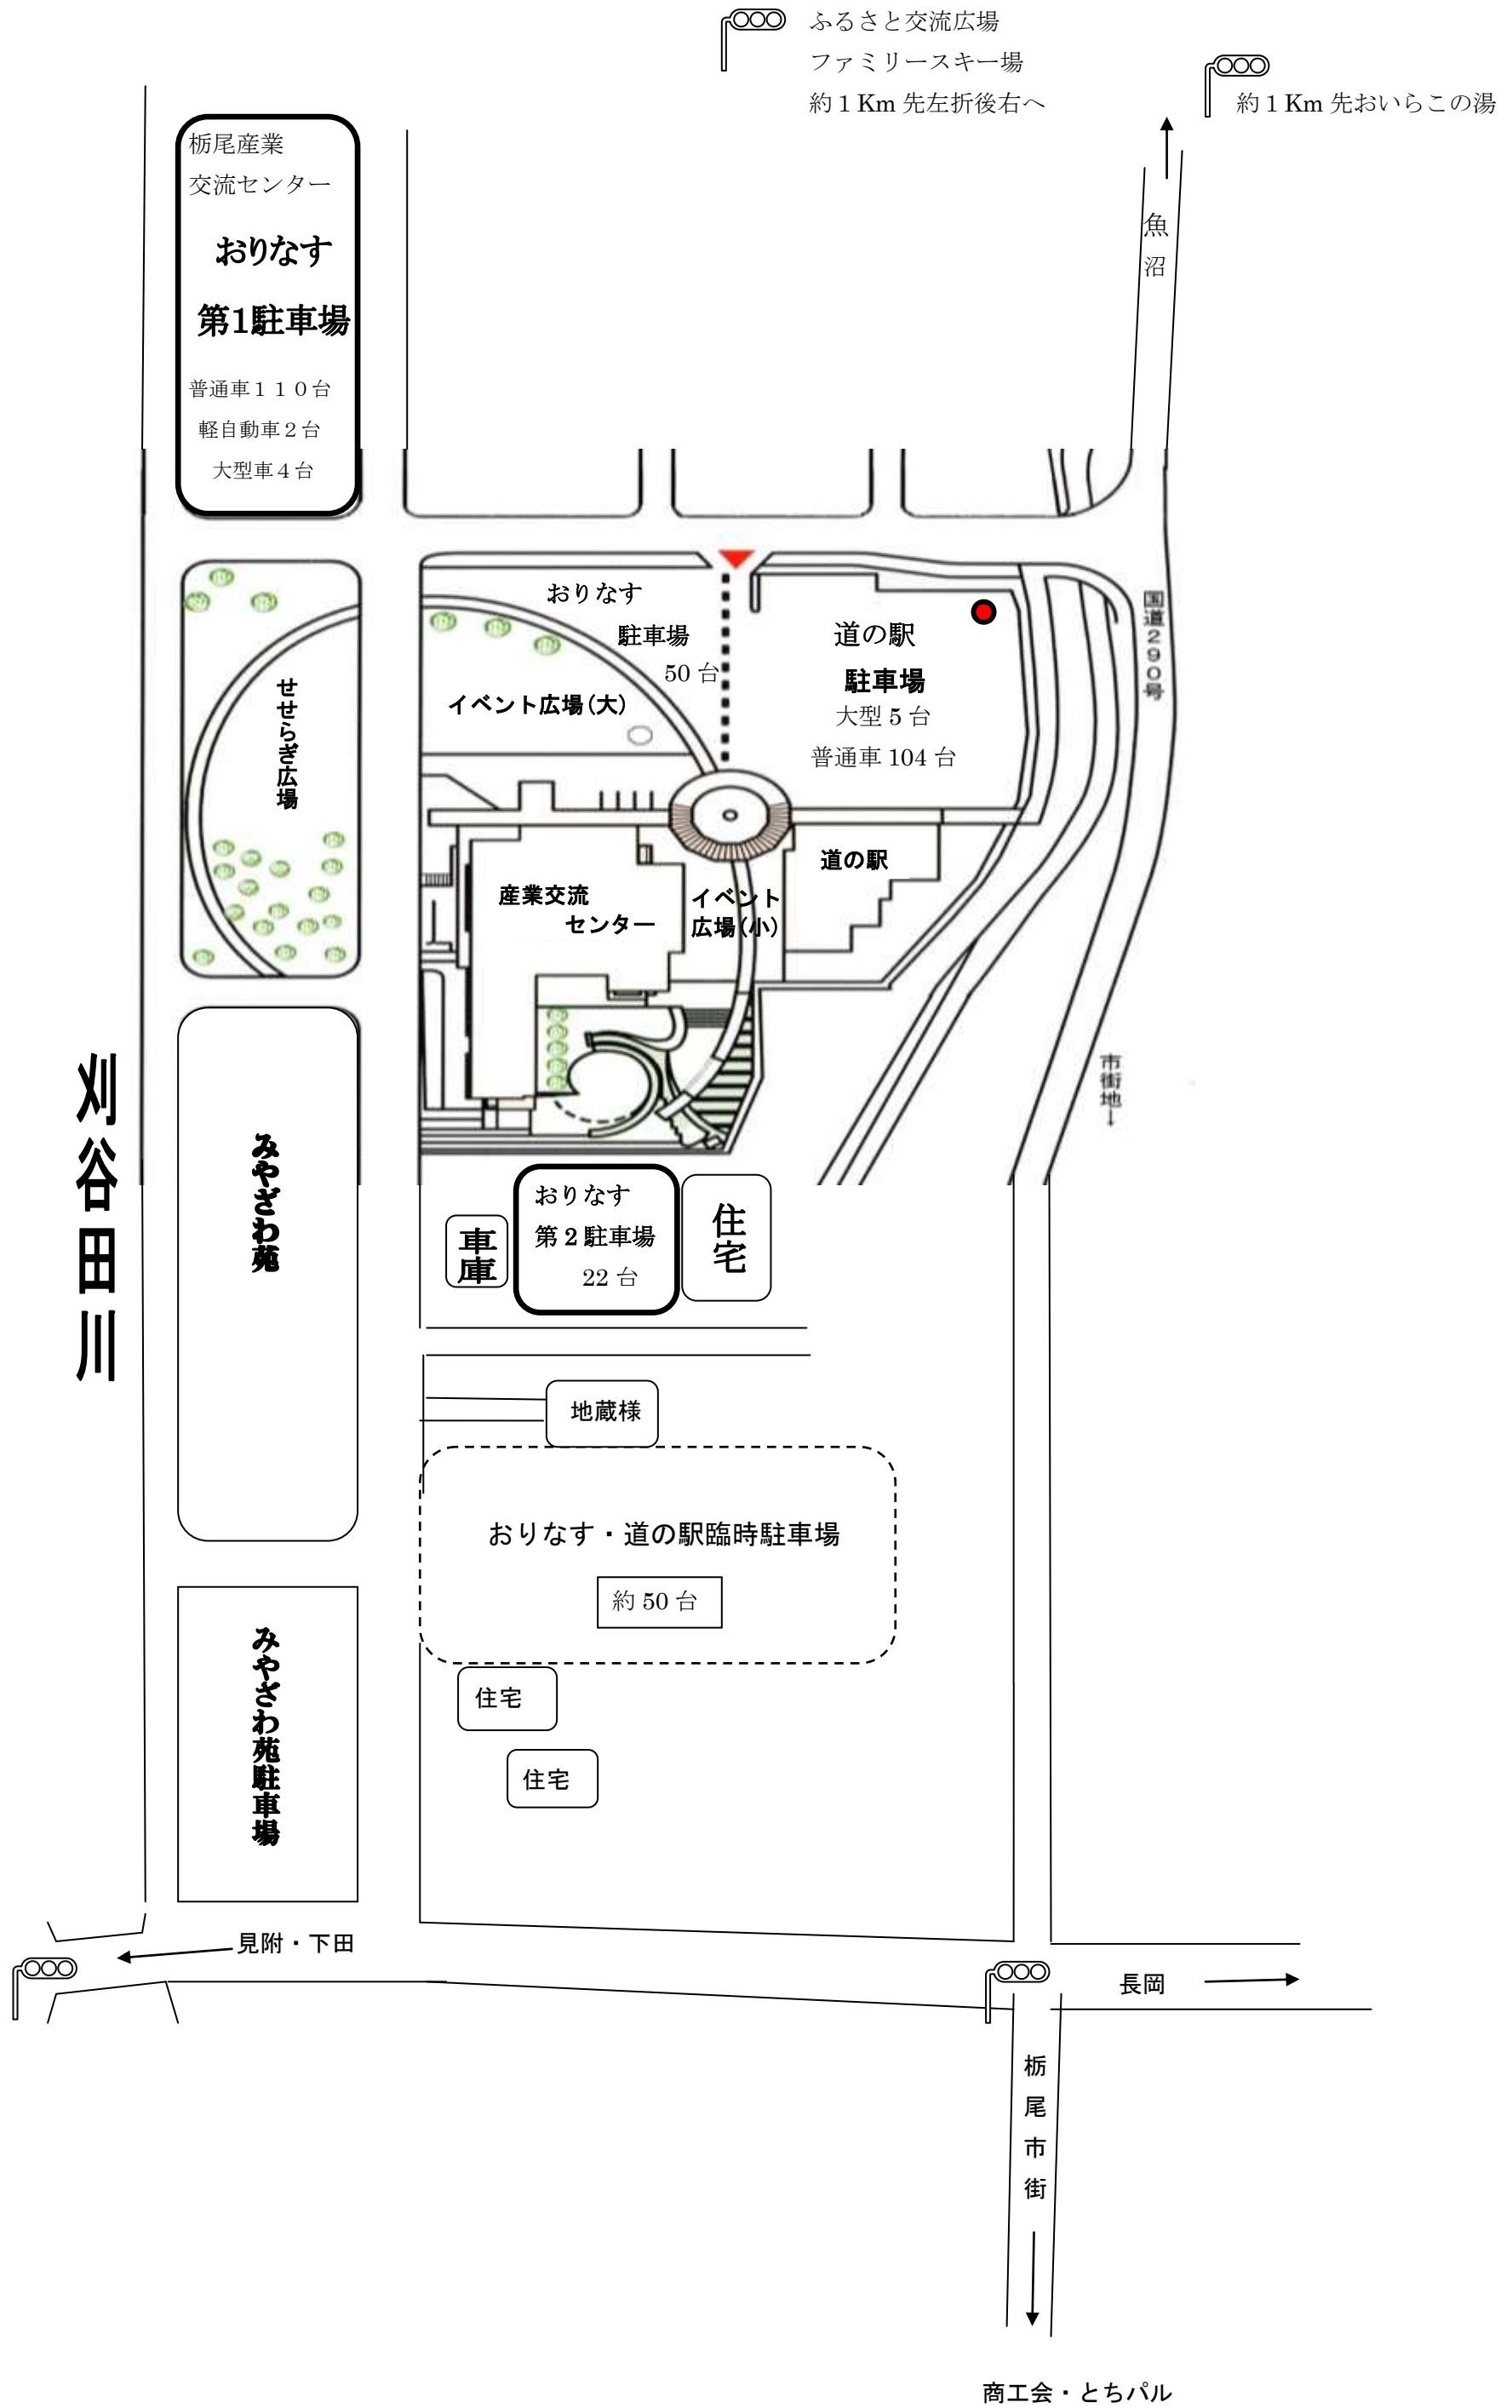 ふるさと交流広場
ファミリースキー場
約１Km 先左折後右へ
約１Km 先おいらこの湯
栃尾産業
交流センター
おりなす
第1駐車場
普通車１１０台
軽自動車２台
大型車４台
魚沼
国道290号
おりなす
駐車場
50 台
イベント広場（大）
道の駅
駐車場
大型 5 台
普通車 104 台
せせらぎ広場
道の駅
産業交流
センター
イベント
広場（小）
市街地↓
刈谷田川
みやざわ苑
車庫
おりなす
第 2 駐車場
22 台
住宅
地蔵様
おりなす・道の駅臨時駐車場
約 50 台
住宅
住宅
みやざわ苑駐車場
見附・下田
長岡
栃尾市街
商工会・とちパル